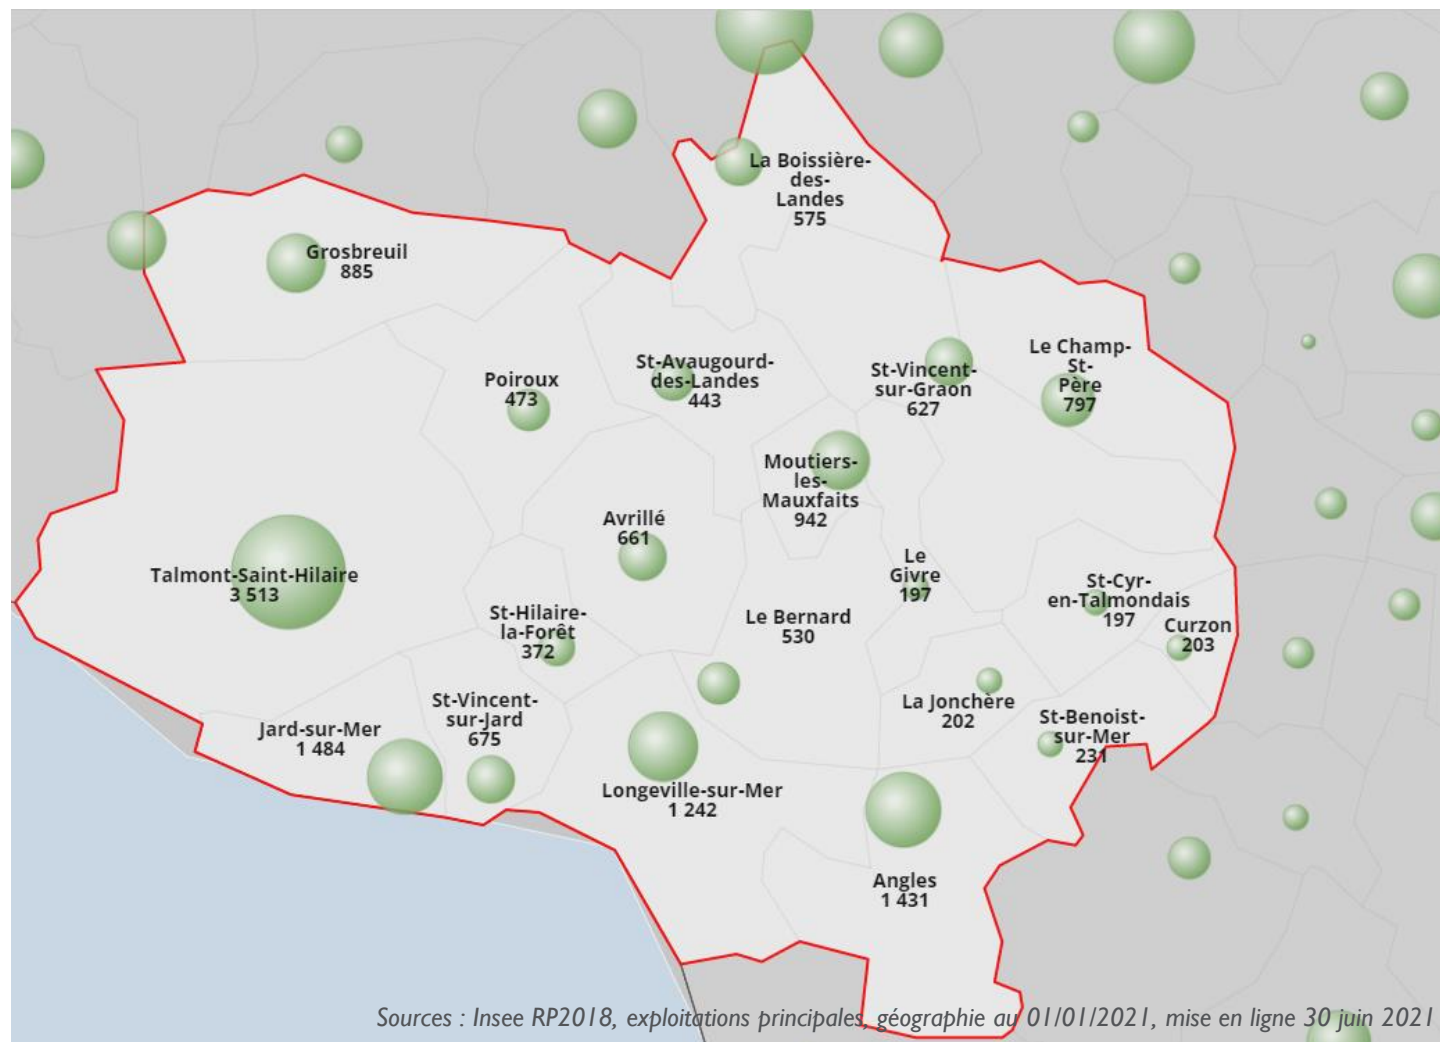 La Boissière-
des-
Landes
575
Grosbreuil
885
Le Champ-
St-
Père
797
St-Avaugourd-
des-Landes
443
St-Vincent-
sur-Graon
627
Poiroux
473
Moutiers-
les-
Mauxfaits
942
Avrillé
661
Le
Givre
197
Talmont-Saint-Hilaire
3 513
St-Cyr-
en-Talmondais
197
St-Hilaire-
la-Forêt
372
Le Bernard
530
Curzon
203
St-Vincent-
sur-Jard
675
La Jonchère
202
Jard-sur-Mer
1 484
St-Benoist-
sur-Mer
231
Longeville-sur-Mer
1 242
Angles
1 431
Sources : Insee RP2018, exploitations principales, géographie au 01/01/2021, mise en ligne 30 juin 2021